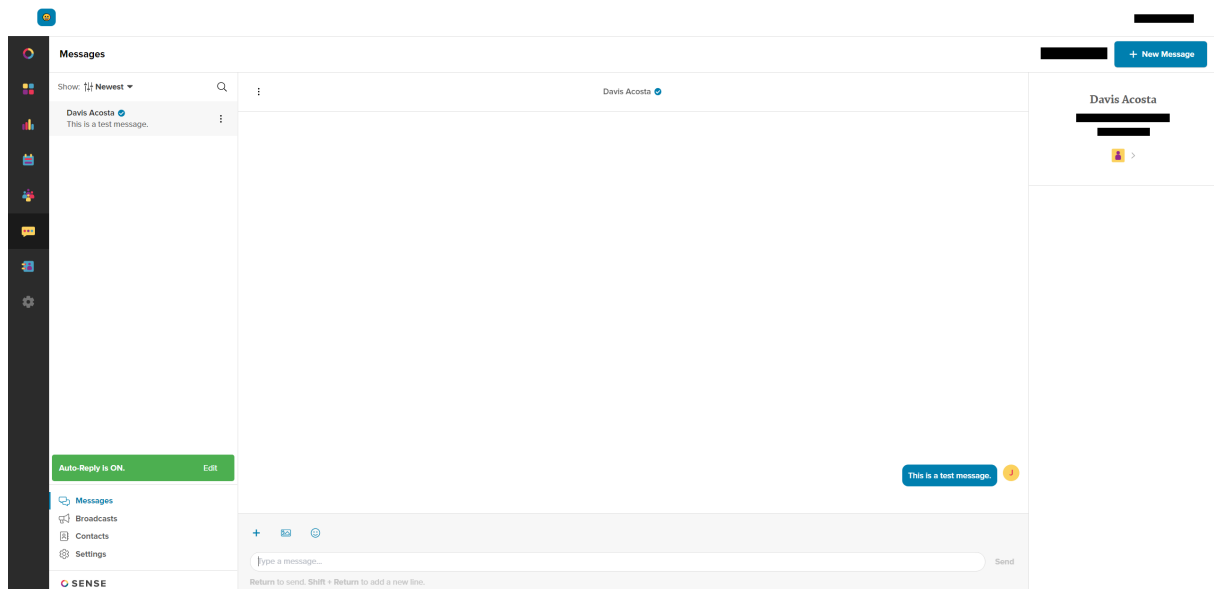 Messages
+ New Message
Show: Newest
Davis Acosta
This is a test message.
Davis Acosta
Davis Acosta
This is a test message.
J
Auto-Reply is ON. Edit
Messages
Broadcasts
Contacts
Settings
SENSE
Type a message...
Send
Return to send. Shift + Return to add a new line.